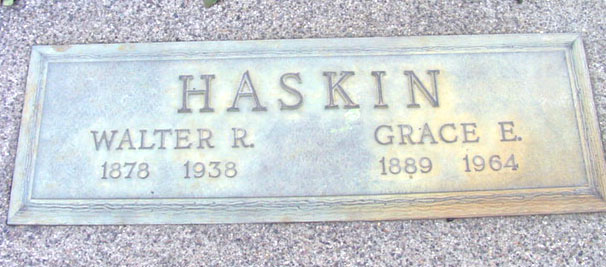 HASKIN
WALTER R. GRACE E.
1878 1938 1889 1964